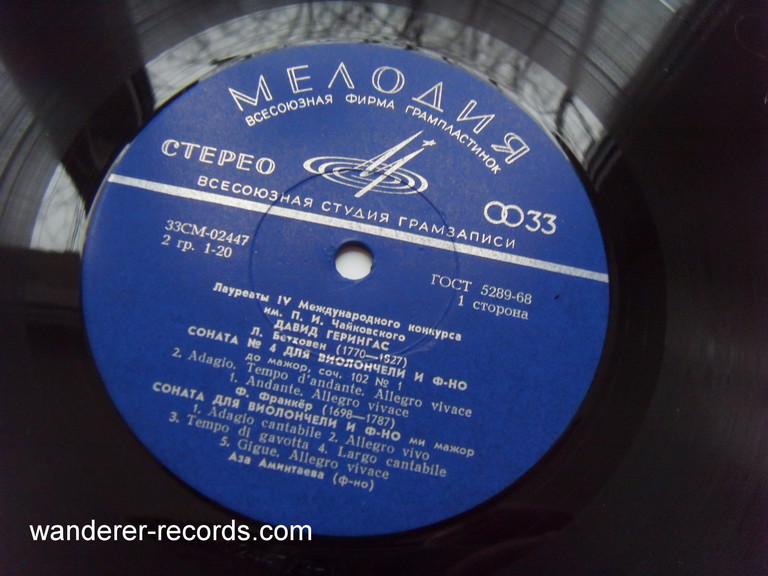 МЕЛОДИЯ
ВСЕСОЮЗНАЯ ФИРМА ГРАМПЛАСТИНОК
СТЕРЕО
33
ВСЕСОЮЗНАЯ СТУДИЯ ГРАМЗАПИСИ
33СМ-02447
2 гр. 1-20
ГОСТ 5289-68
1 сторона
Лауреаты IV Международного конкурса
им. П. И. Чайковского
ДАВИД ГЕРИНГАС
Л. Бетховен (1770—1827)
СОНАТА № 4 ДЛЯ ВИОЛОНЧЕЛИ И Ф-НО
до мажор, соч. 102 № 1
1. Andante. Allegro vivace
2. Adagio. Tempo d'andante. Allegro vivace
Ф. Франкёр (1698—1787)
СОНАТА ДЛЯ ВИОЛОНЧЕЛИ И Ф-НО ми мажор
1. Adagio cantabile 2. Allegro vivo
3. Tempo di gavotta 4. Largo cantabile
5. Gigue. Allegro vivace
Аза Аминтаева (ф-но)
wanderer-records.com